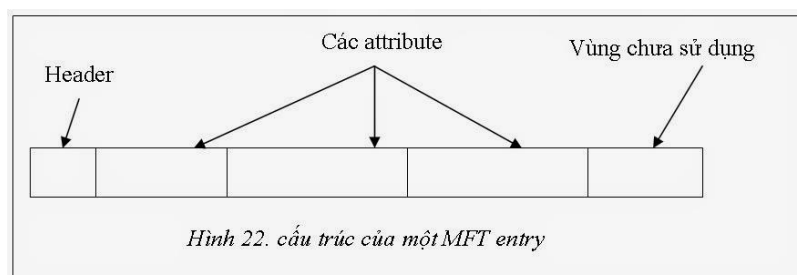 Các attribute
Vùng chưa sử dụng
Header
Hình 22. cấu trúc của một MFT entry